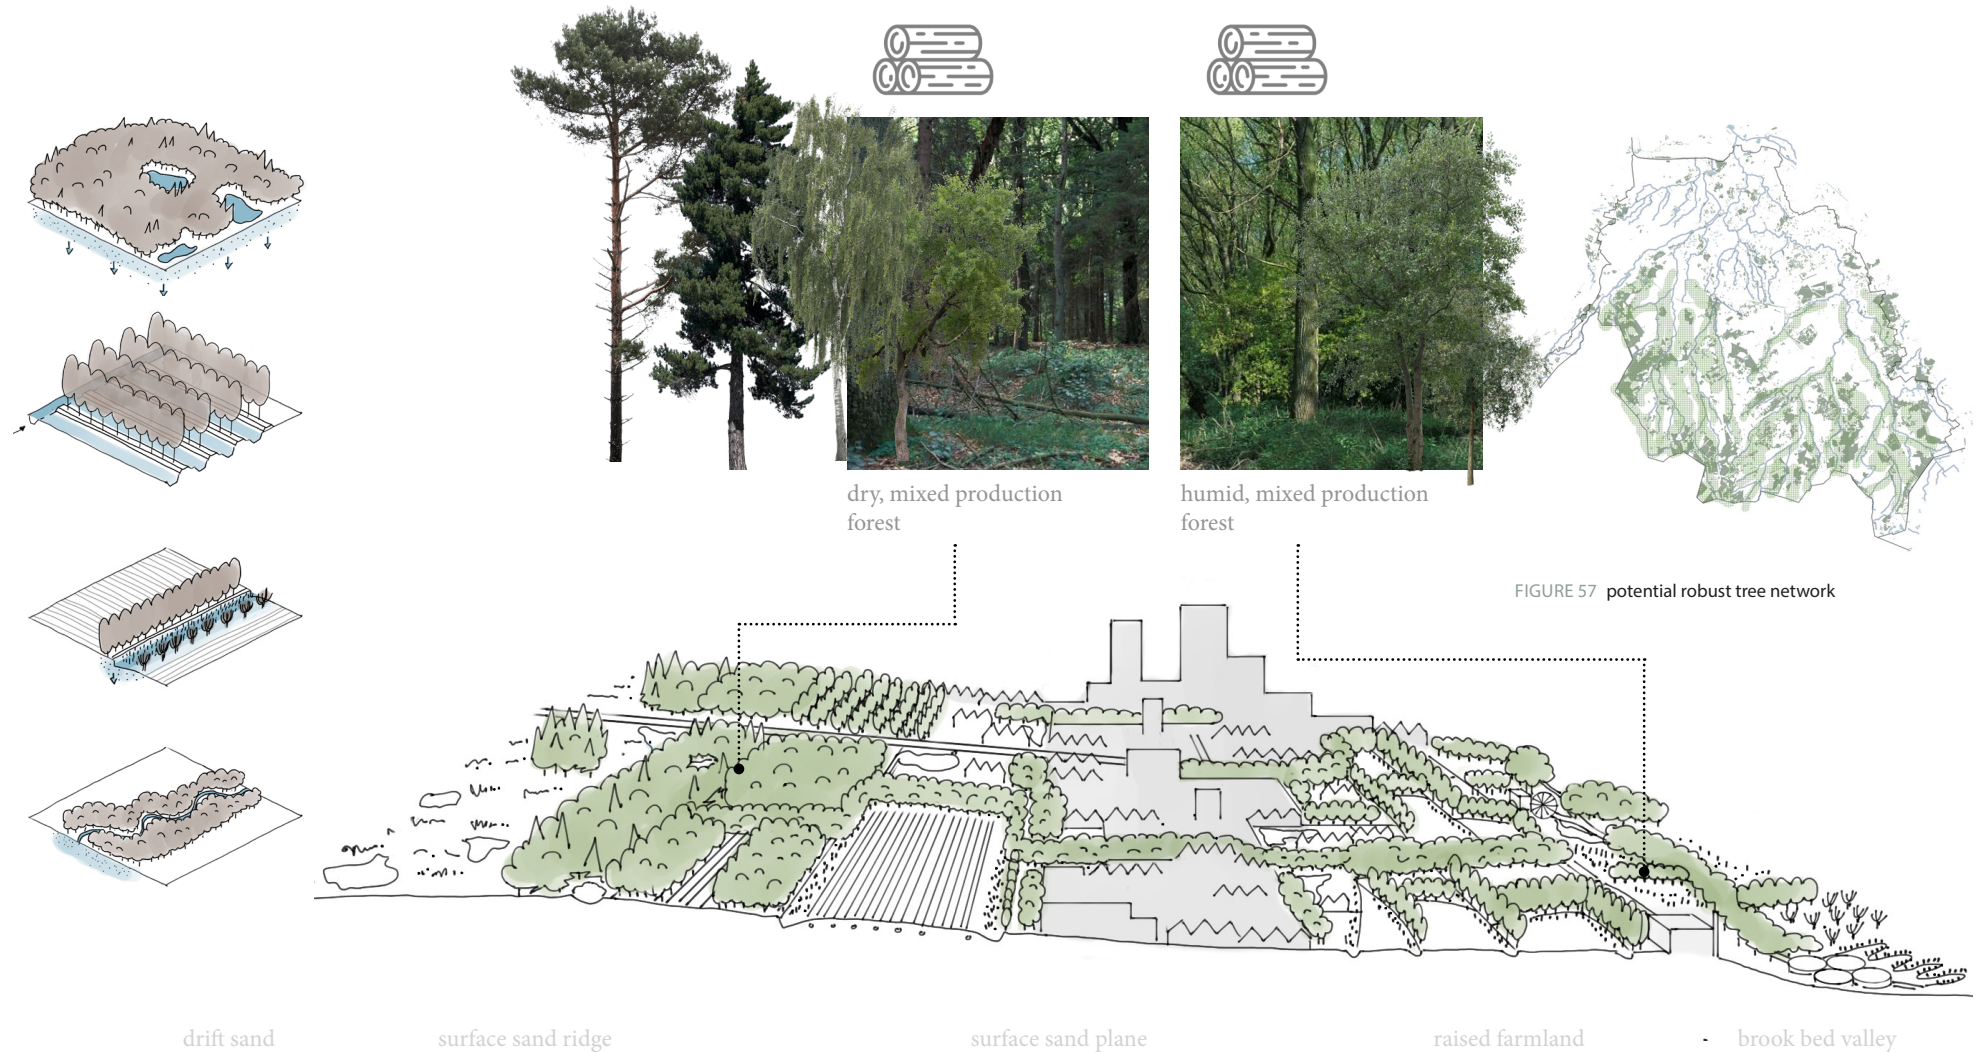 dry, mixed production
forest
humid, mixed production
forest
FIGURE 57 potential robust tree network
drift sand
surface sand ridge
surface sand plane
raised farmland
- brook bed valley